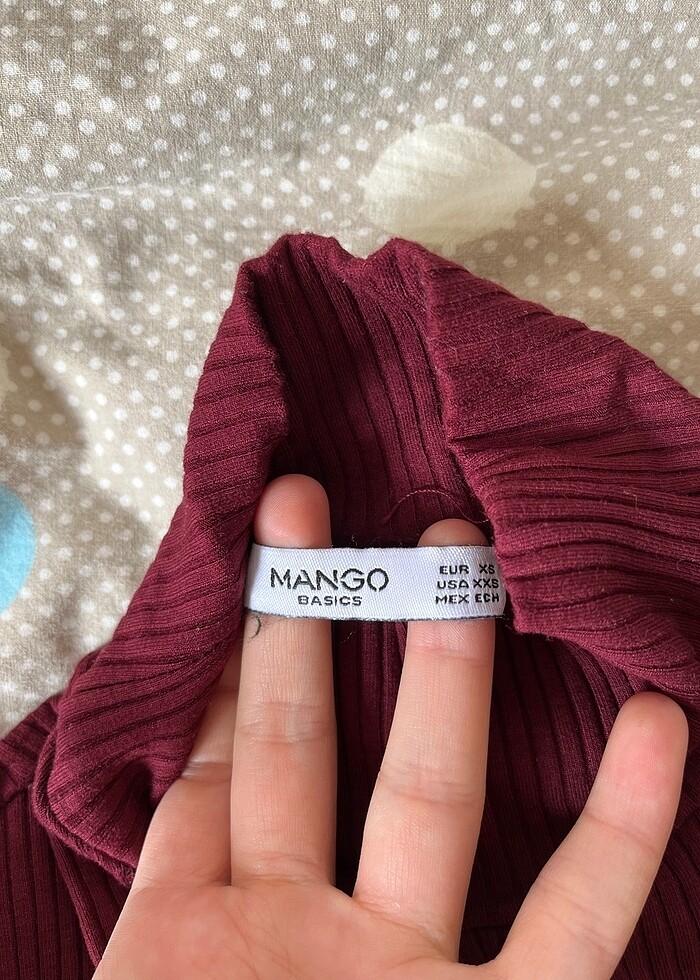 MANGO
BASICS
EUR XS
USA XXS
MEX ECH